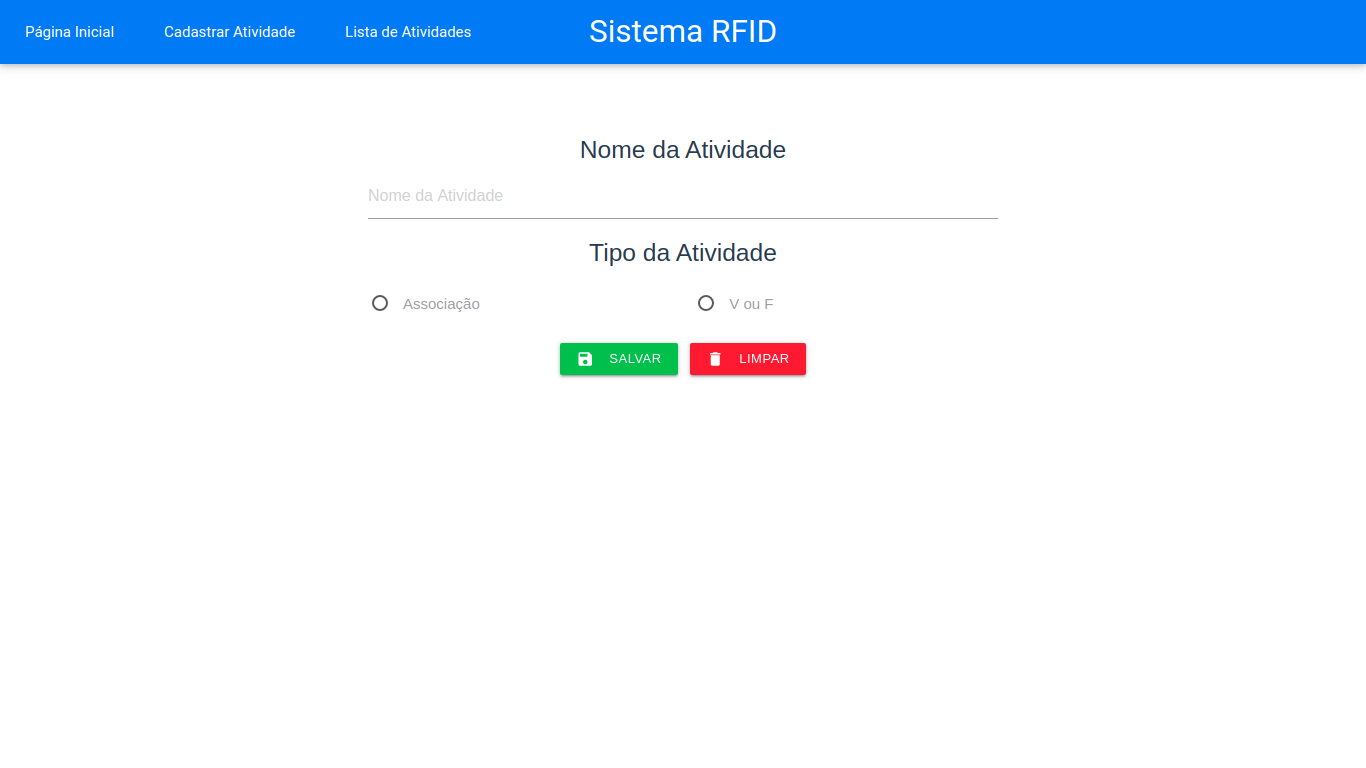 Página Inicial Cadastrar Atividade Lista de Atividades Sistema RFID
Nome da Atividade
Nome da Atividade
Tipo da Atividade
Associação V ou F
SALVAR LIMPAR